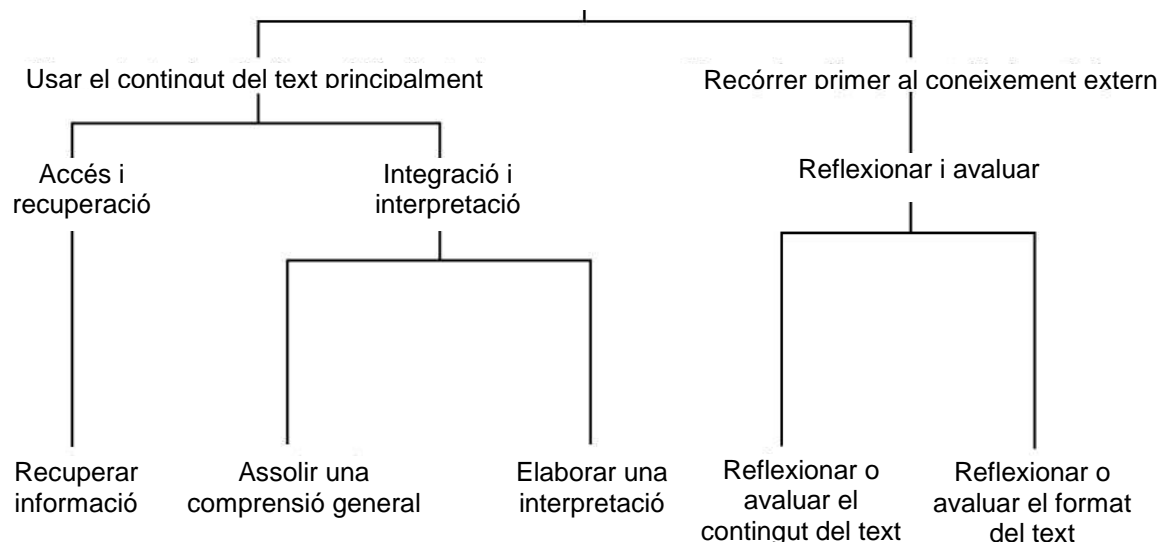 Usar el contingut del text principalment
Recórrer primer al coneixement extern
Accés i
recuperació
Integració i
interpretació
Reflexionar i avaluar
Recuperar
informació
Assolir una
comprensió general
Elaborar una
interpretació
Reflexionar o
avaluar el
contingut del text
Reflexionar o
avaluar el format
del text